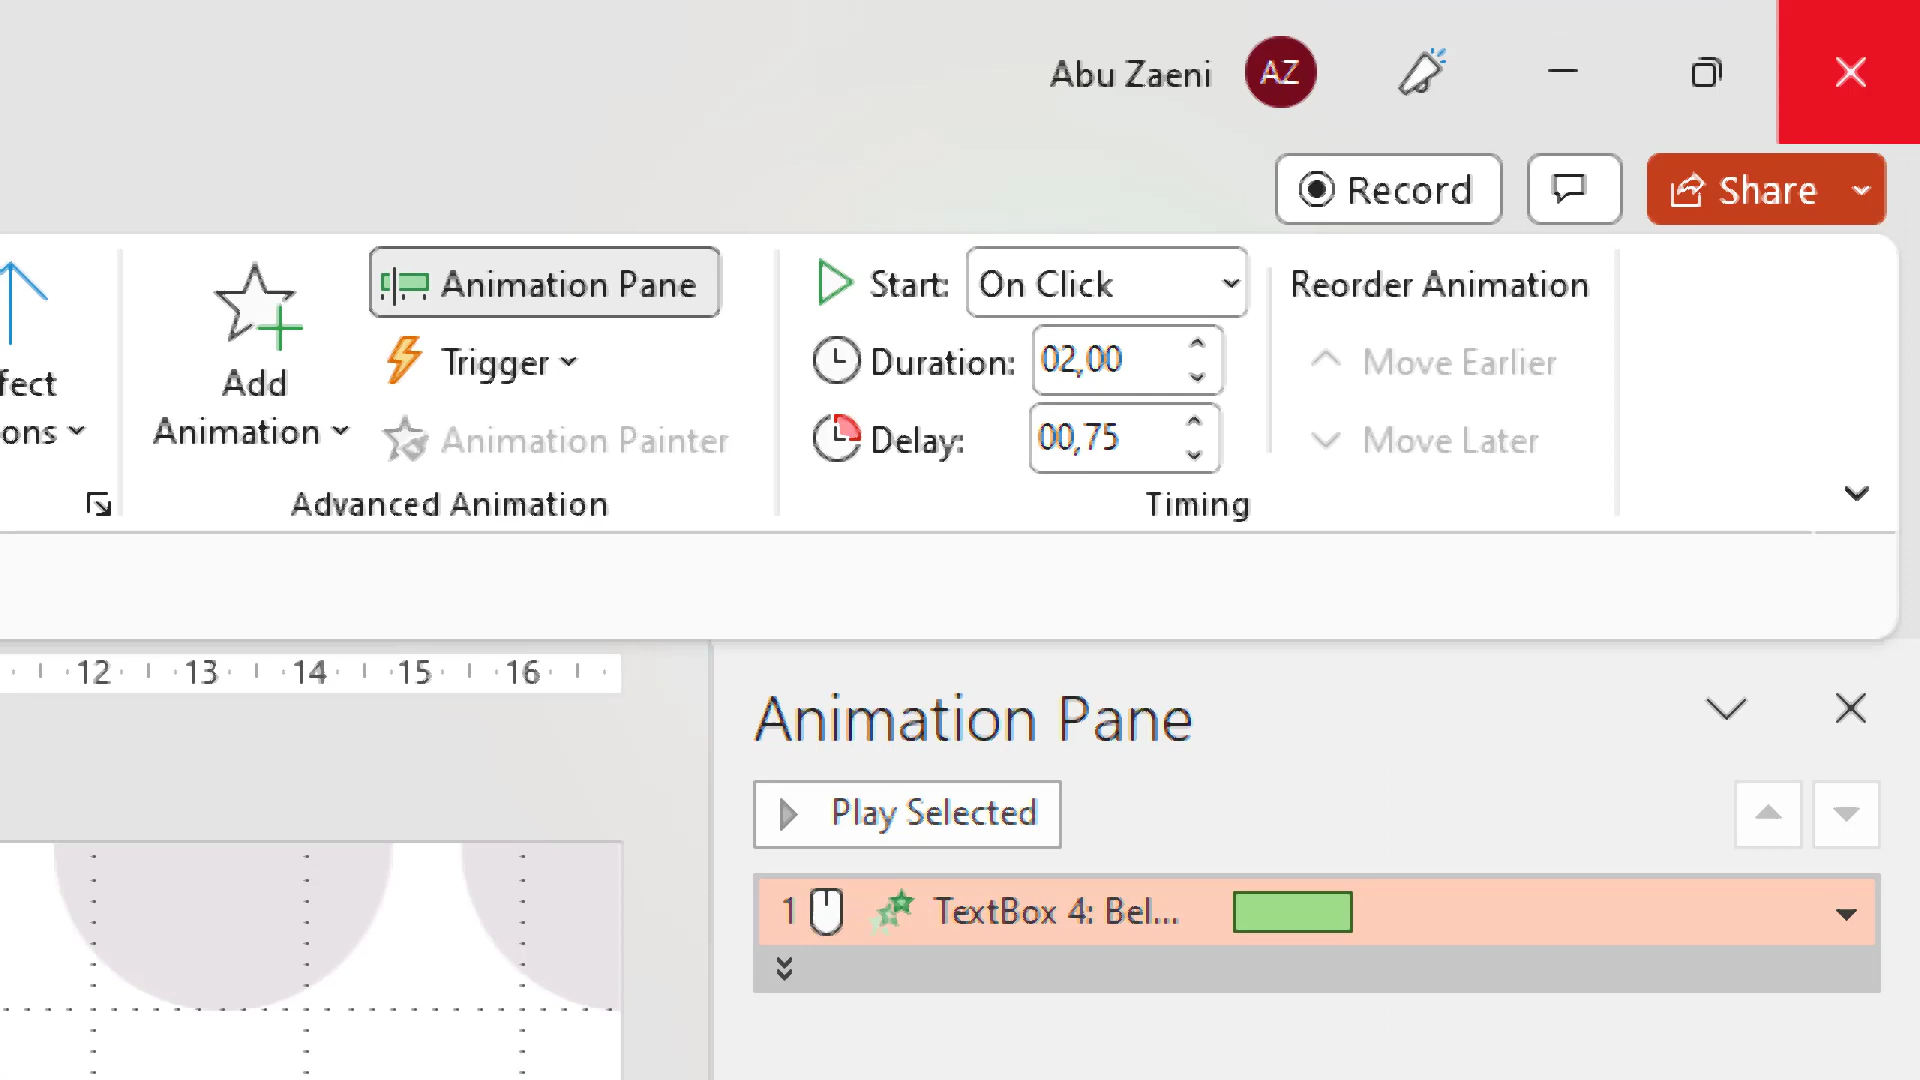 Abu Zaeni AZ
Record
Share
Animation Pane
Start: On Click
Reorder Animation
Trigger
Duration: 02,00
Move Earlier
fect
ons
Add
Animation
Animation Painter
Delay: 00,75
Move Later
Advanced Animation
Timing
12 13 14 15 16
Animation Pane
Play Selected
1 TextBox 4: Bel...